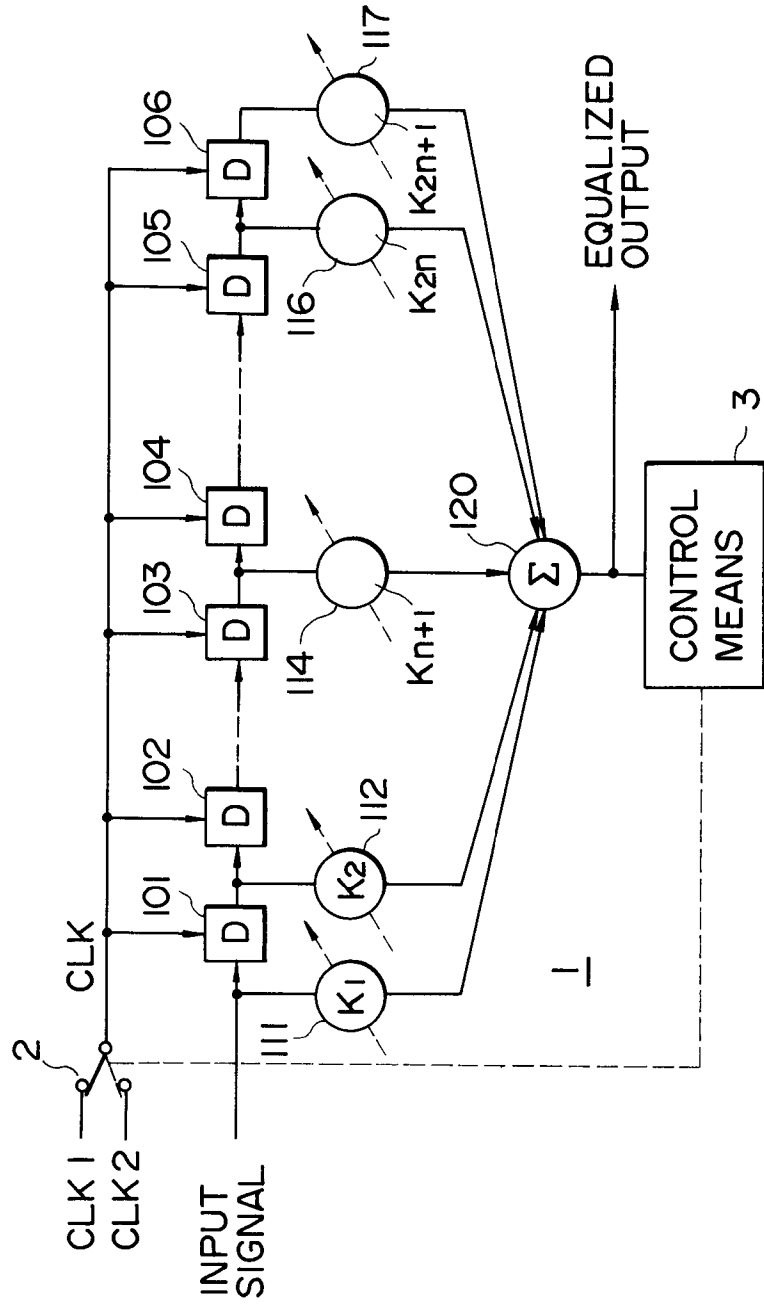 CLK 1
CLK 2
2
CLK
INPUT
SIGNAL
101
102
103
104
105
106
D
D
D
D
D
D
111
K1
K2
112
114
Kn+1
116
K2n
K2n+1
117
1
120
Σ
EQUALIZED
OUTPUT
CONTROL
MEANS
3